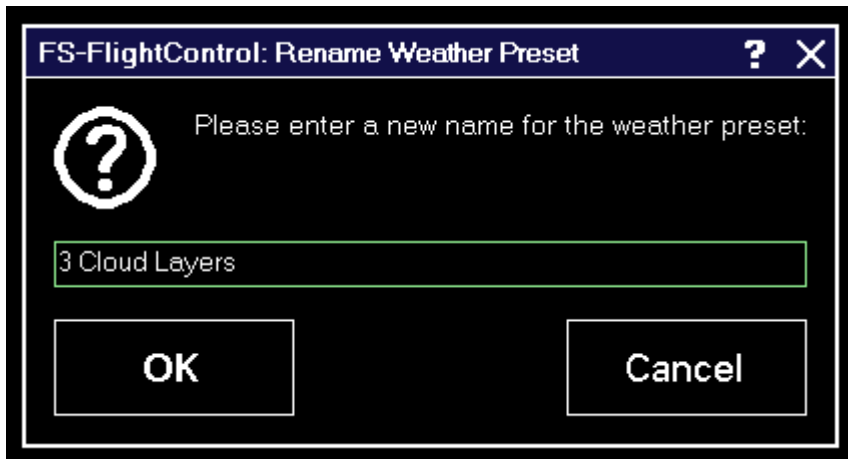 FS-FlightControl: Rename Weather Preset ? X
? Please enter a new name for the weather preset:
3 Cloud Layers
OK Cancel